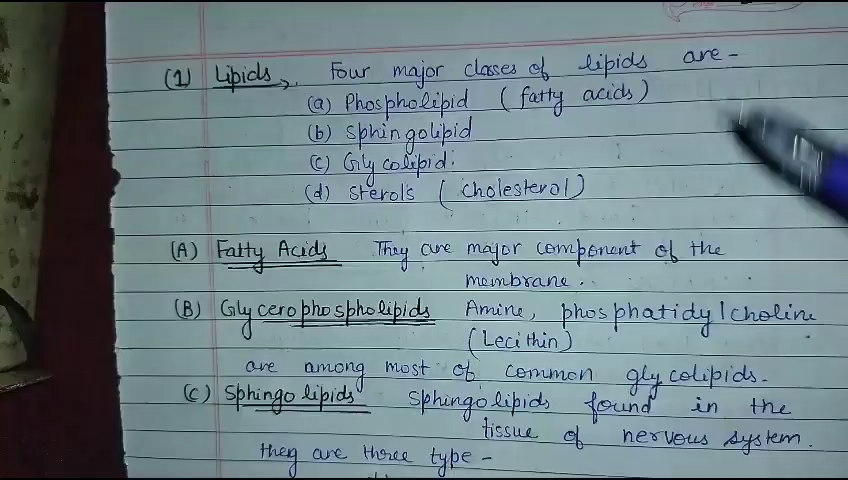 (1) Lipids → Four major classes of lipids are -
(a) Phospholipid (fatty acids)
(b) Sphingolipid
(c) Glycolipid.
(d) Sterols (cholesterol)
(A) Fatty Acids They are major component of the
membrane.
(B) Glycerophospholipids Amine, phosphatidylcholine
(Lecithin)
are among most of common glycolipids.
(C) Sphingolipids Sphingolipids found in the
tissue of nervous system.
they are three type -